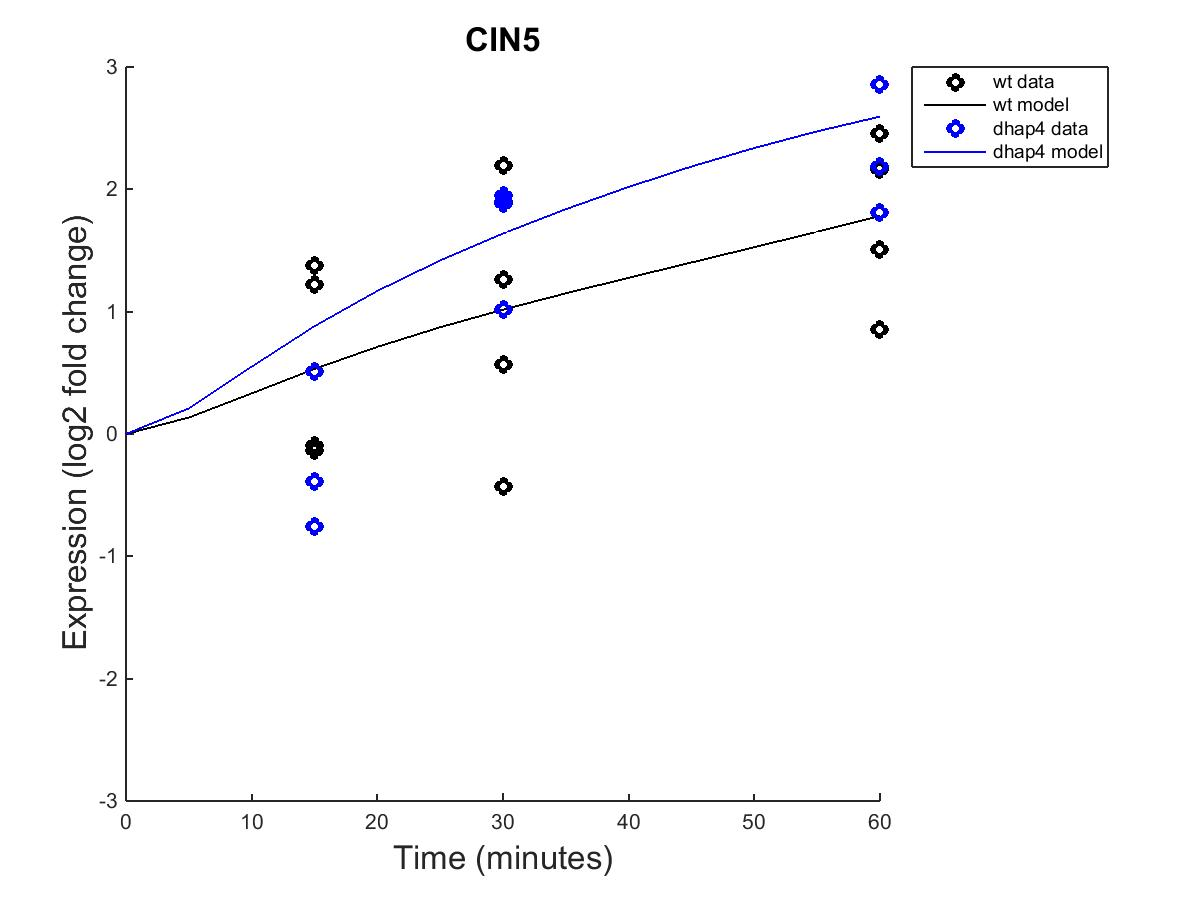 CIN5
3
2
1
0
-1
-2
-3
Expression (log2 fold change)
0 10 20 30 40 50 60
Time (minutes)
wt data
wt model
dhap4 data
dhap4 model